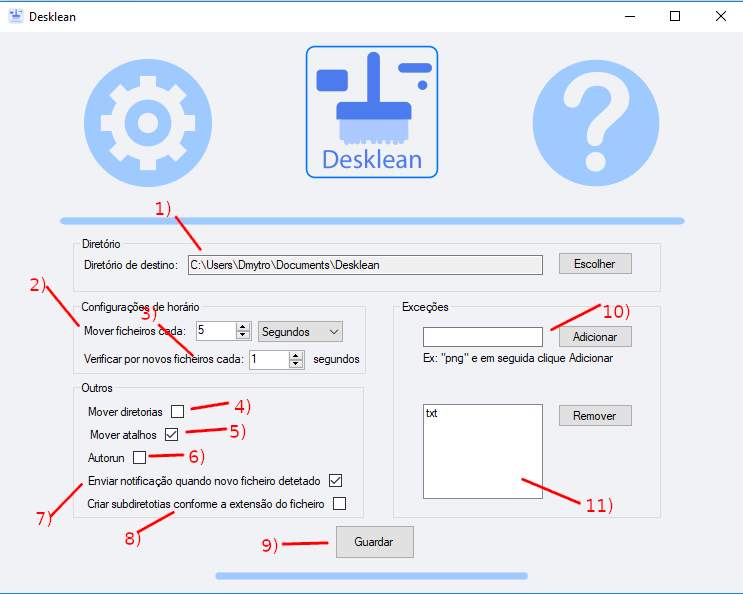 Desklean
Desklean
1)
Diretório
Diretório de destino: C:\Users\Dmytro\Documents\Desklean Escolher
2)
Configurações de horário
Mover ficheiros cada: 5 Segundos
3)
Verificar por novos ficheiros cada: 1 segundos
Exceções
10)
Adicionar
Ex: "png" e em seguida clique Adicionar
txt
Remover
11)
Outros
Mover diretorias
4)
Mover atalhos
5)
Autorun
6)
Enviar notificação quando novo ficheiro detetado
7)
Criar subdiretotias conforme a extensão do ficheiro
8)
9)
Guardar